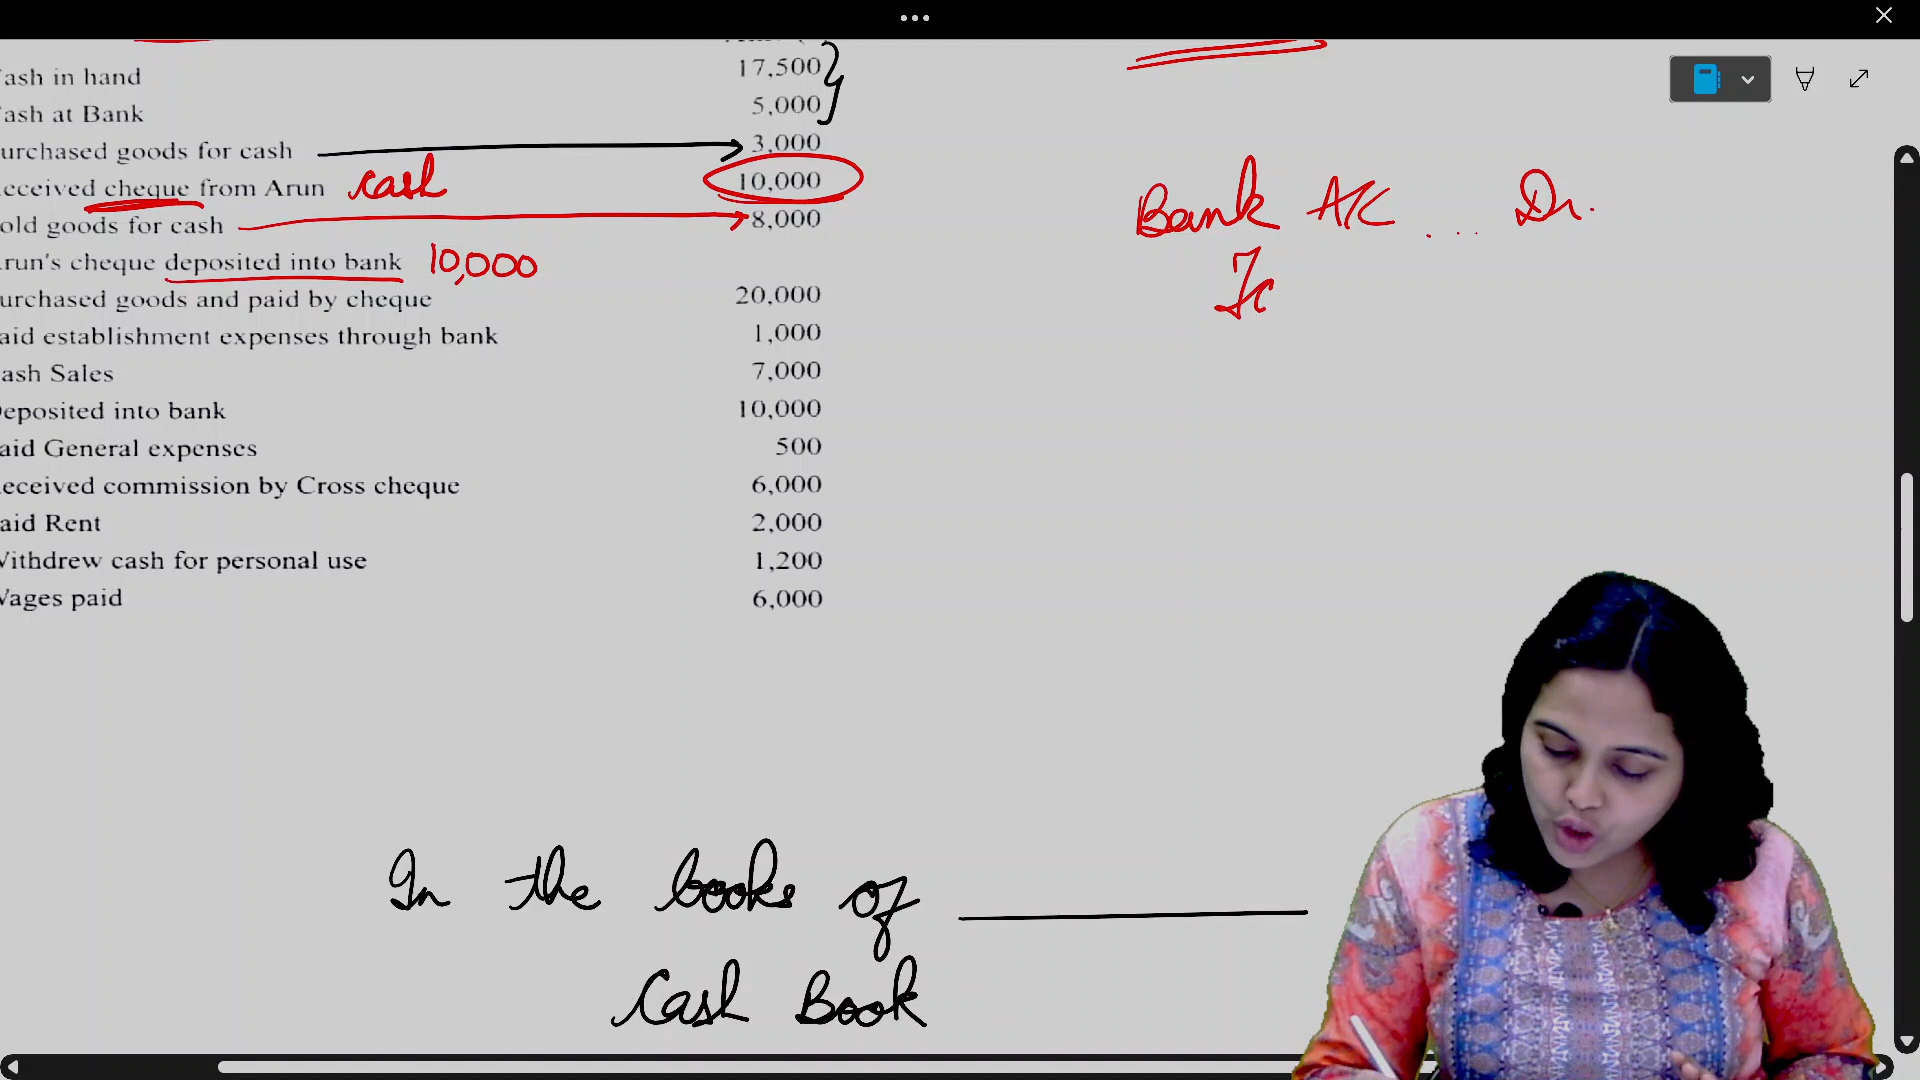 ash in hand 17,500
ash at Bank 5,000
urchased goods for cash 3,000
eceived cheque from Arun cash 10,000
old goods for cash 8,000
run's cheque deposited into bank 10,000
urchased goods and paid by cheque 20,000
aid establishment expenses through bank 1,000
ash Sales 7,000
eposited into bank 10,000
aid General expenses 500
eceived commission by Cross cheque 6,000
aid Rent 2,000
Withdrew cash for personal use 1,200
Wages paid 6,000
Bank A/C .... Dr.
To
In the books of
Cash Book